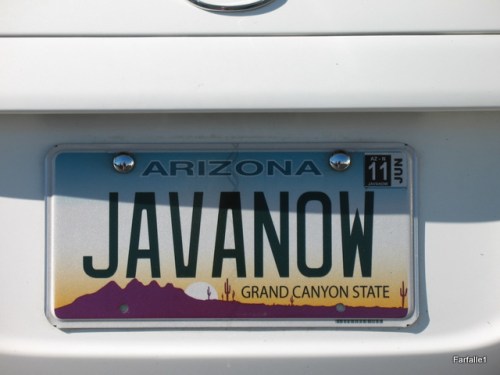 ARIZONA
11
JUN
JAVANOW
GRAND CANYON STATE
Farfalle1